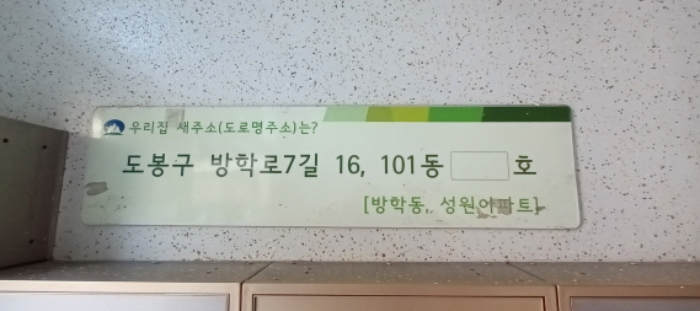 우리집 새주소(도로명주소)는?
도봉구 방학로7길 16, 101동 호
[방학동, 성원아파트]